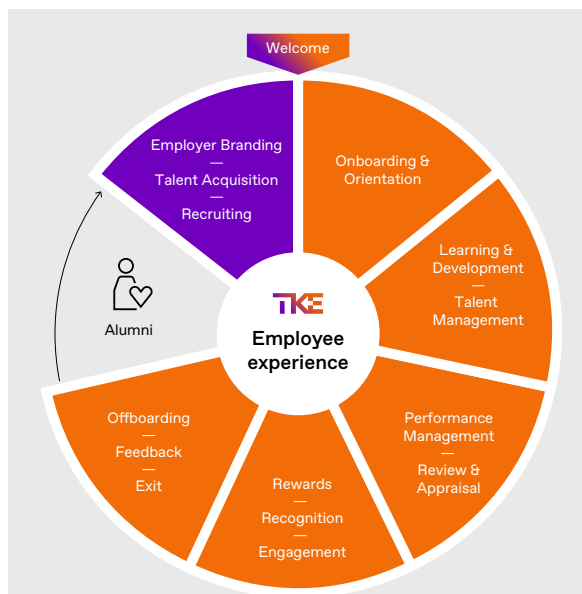 Welcome
Employer Branding
—
Talent Acquisition
—
Recruiting
Onboarding &
Orientation
Learning &
Development
—
Talent
Management
Performance
Management
—
Review &
Appraisal
Rewards
—
Recognition
—
Engagement
Offboarding
—
Feedback
—
Exit
Alumni
TKE
Employee
experience